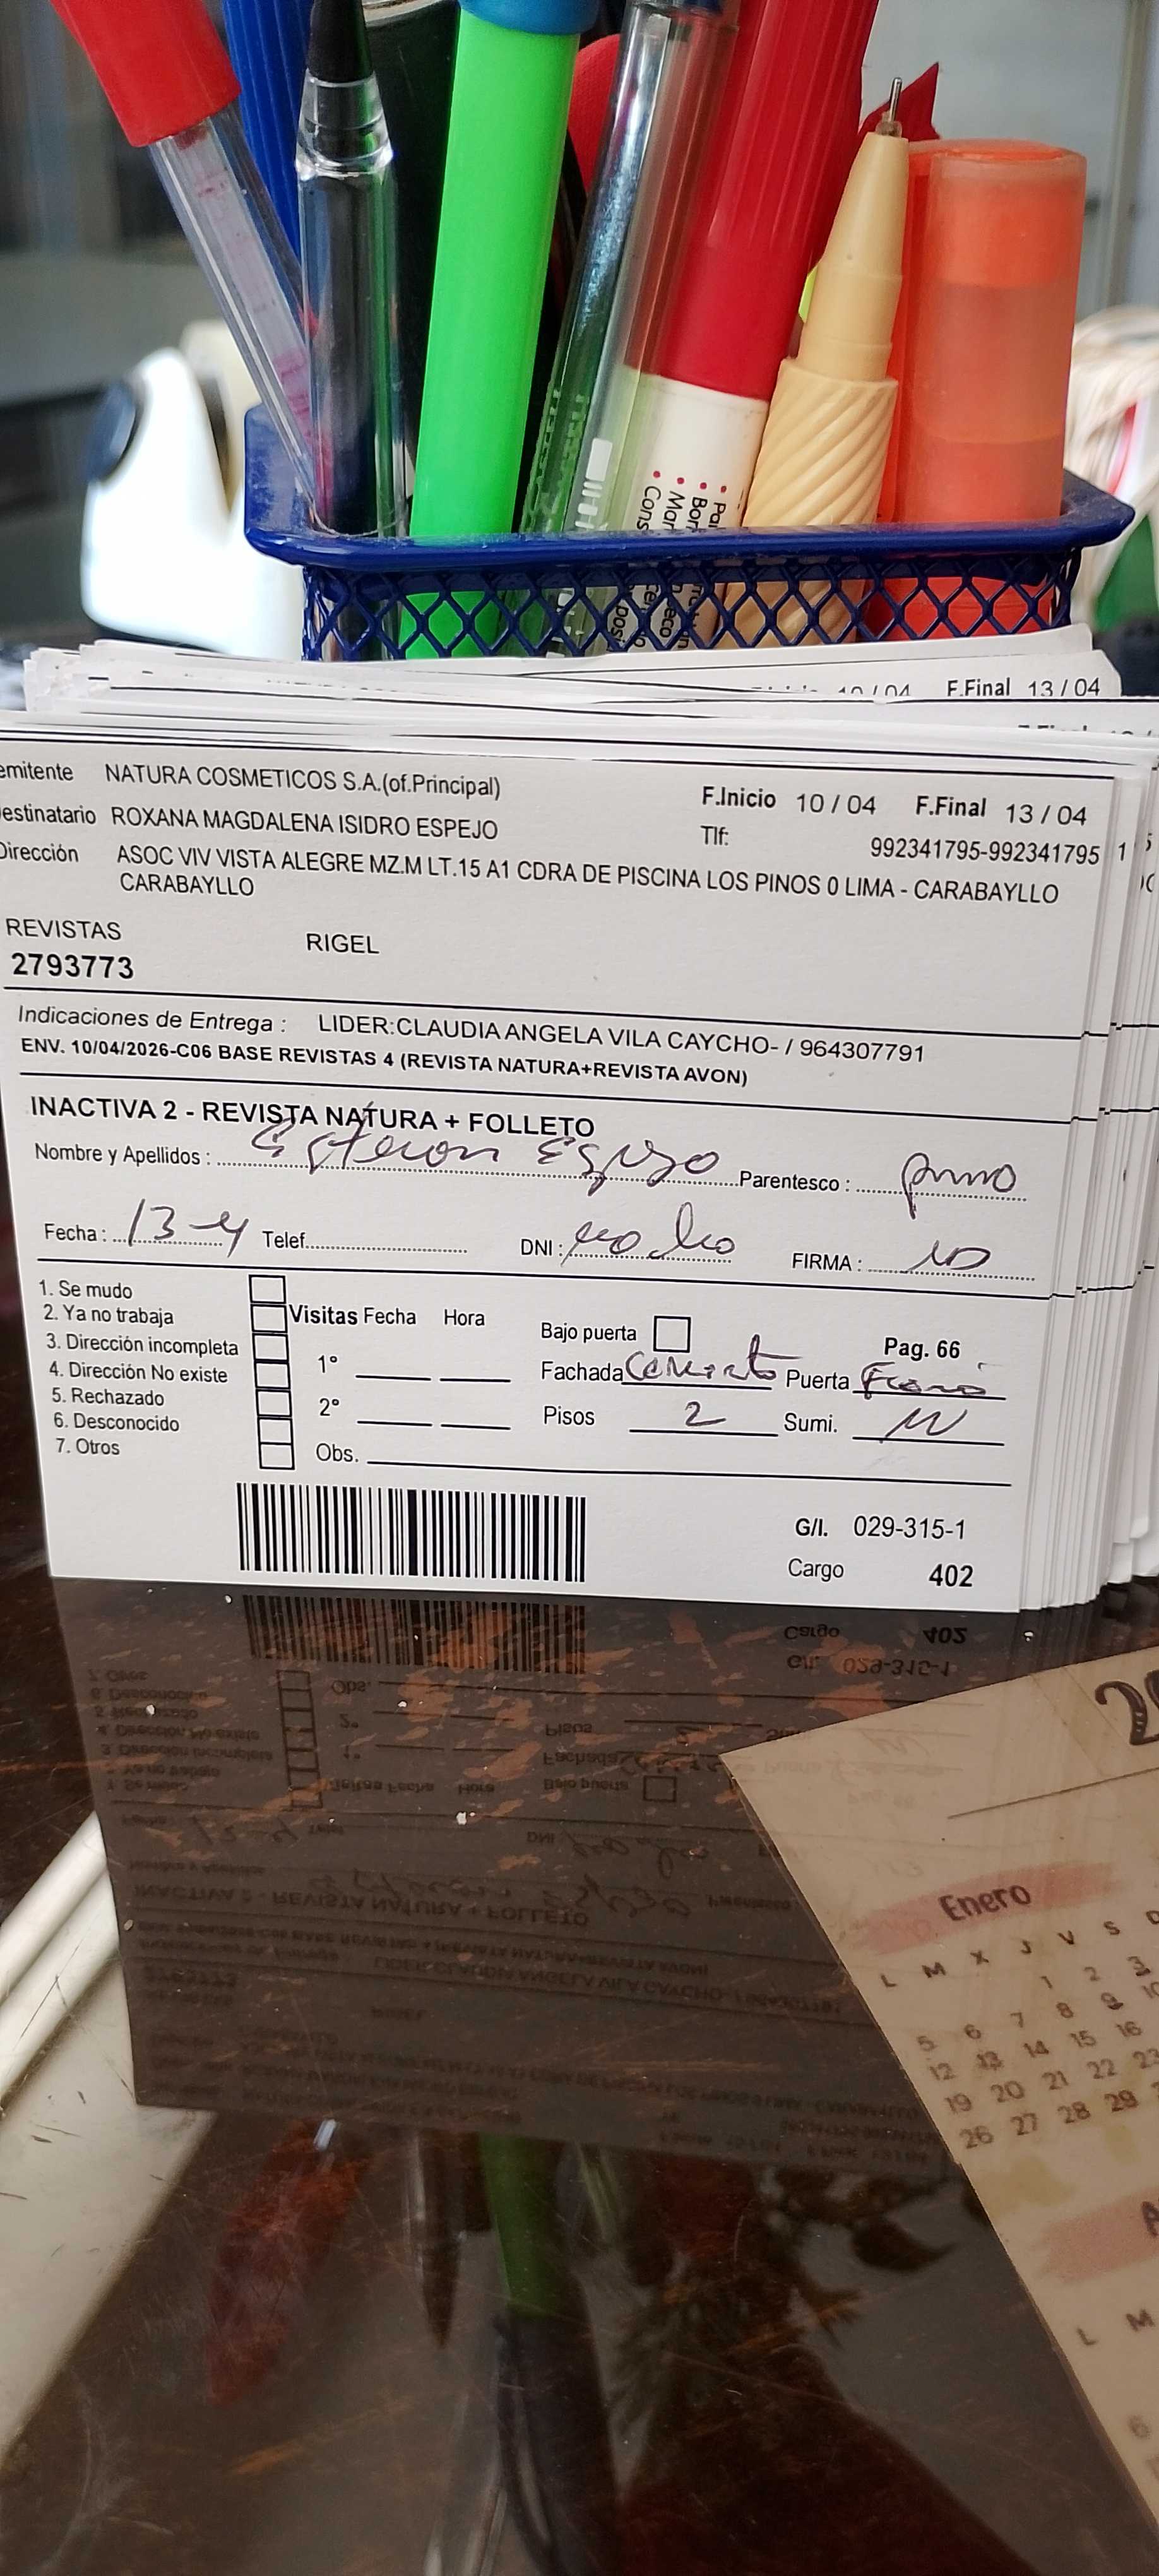 F.Final 13 / 04
emitente NATURA COSMETICOS S.A.(of.Principal) F.Inicio 10 / 04 F.Final 13 / 04
estinatario ROXANA MAGDALENA ISIDRO ESPEJO Tlf: 992341795-992341795 1
Dirección ASOC VIV VISTA ALEGRE MZ.M LT.15 A1 CDRA DE PISCINA LOS PINOS 0 LIMA - CARABAYLLO
CARABAYLLO
REVISTAS RIGEL
2793773
Indicaciones de Entrega : LIDER:CLAUDIA ANGELA VILA CAYCHO- / 964307791
ENV. 10/04/2026-C06 BASE REVISTAS 4 (REVISTA NATURA+REVISTA AVON)
INACTIVA 2 - REVISTA NATURA + FOLLETO
Nombre y Apellidos : Espejo Parentesco : primo
Fecha : 13-4 Telef. DNI : FIRMA :
1. Se mudo
2. Ya no trabaja Visitas Fecha Hora Bajo puerta Pag. 66
3. Dirección incompleta 1° Fachada Cemento Puerta Fierro
4. Dirección No existe
5. Rechazado 2° Pisos 2 Sumi.
6. Desconocido
7. Otros Obs.
G/I. 029-315-1
Cargo 402
Enero
L M X J V S D
1 2 3
5 6 7 8 9 10
12 13 14 15 16
19 20 21 22 23
26 27 28 29
L M
6